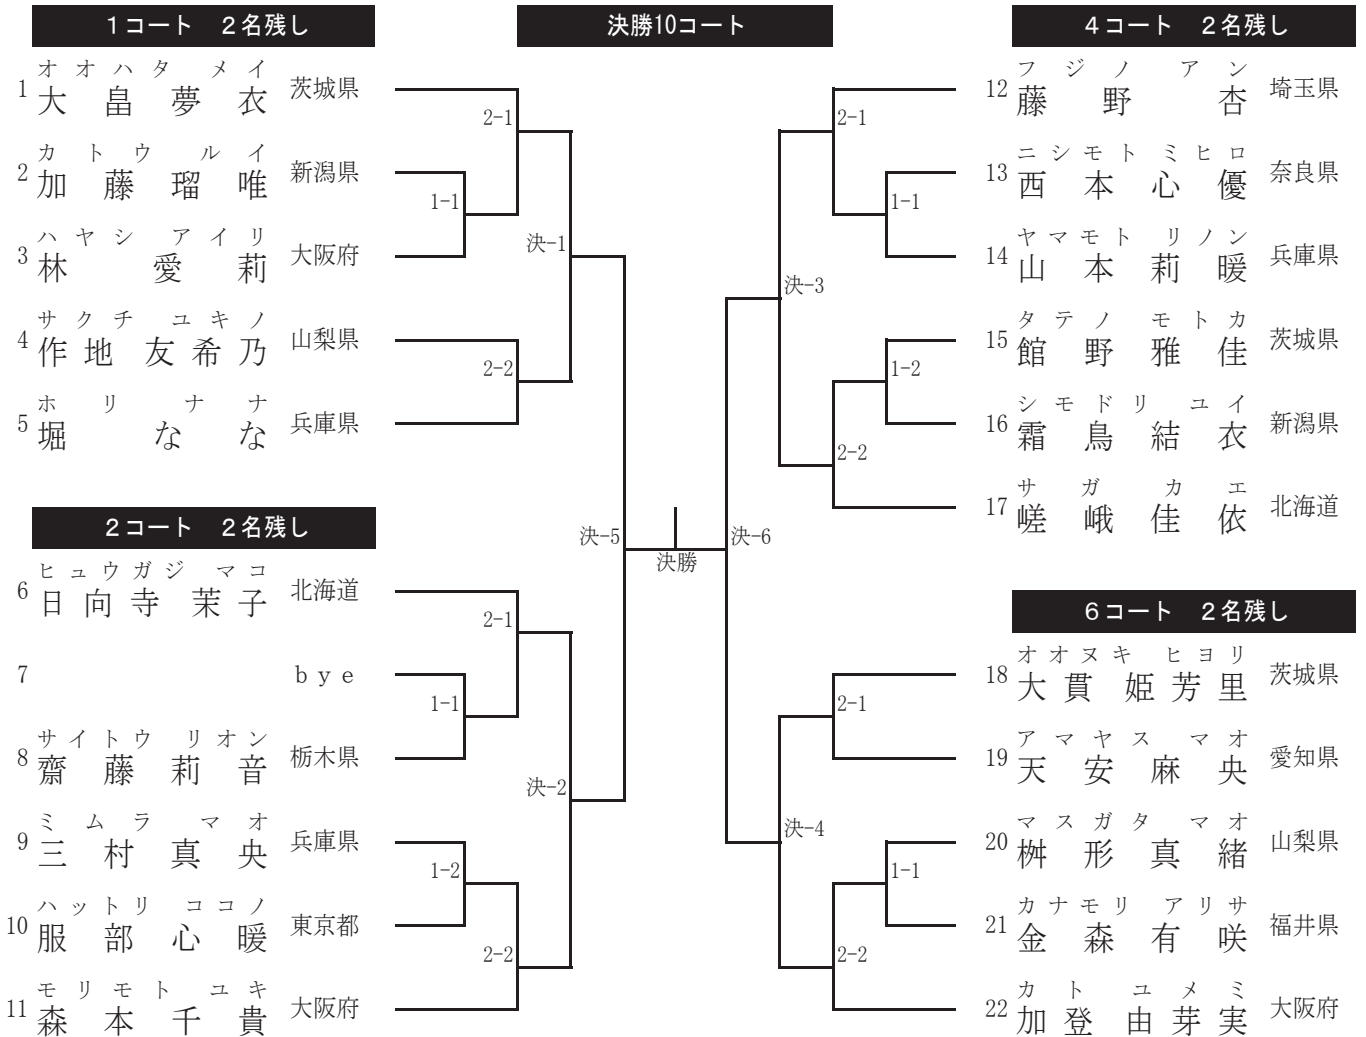 1コート　2名残し
オオハタ　メイ
1 大畠夢衣 茨城県
カトウ　ルイ
2 加藤瑠唯 新潟県
ハヤシ　アイリ
3 林愛莉 大阪府
サクチ　ユキノ
4 作地友希乃 山梨県
ホリ　ナナ
5 堀なな 兵庫県
2-1
1-1
決-1
2-2
2コート　2名残し
ヒュウガジ　マコ
6 日向寺茉子 北海道
7 bye
サイトウ　リオン
8 齋藤莉音 栃木県
ミムラ　マオ
9 三村真央 兵庫県
ハットリ　ココノ
10 服部心暖 東京都
モリモト　ユキ
11 森本千貴 大阪府
2-1
1-1
決-2
1-2
2-2
決勝10コート
決-5
決勝
決-6
4コート　2名残し
フジノ　アン
12 藤野杏 埼玉県
ニシモト　ミヒロ
13 西本心優 奈良県
ヤマモト　リノン
14 山本莉暖 兵庫県
タテノ　モトカ
15 館野雅佳 茨城県
シモドリ　ユイ
16 霜鳥結衣 新潟県
サガ　カエ
17 嵯峨佳依 北海道
2-1
1-1
決-3
1-2
2-2
6コート　2名残し
オオヌキ　ヒヨリ
18 大貫姫芳里 茨城県
アマヤス　マオ
19 天安麻央 愛知県
マスガタ　マオ
20 桝形真緒 山梨県
カナモリ　アリサ
21 金森有咲 福井県
カト　ユメミ
22 加登由芽実 大阪府
2-1
決-4
1-1
2-2